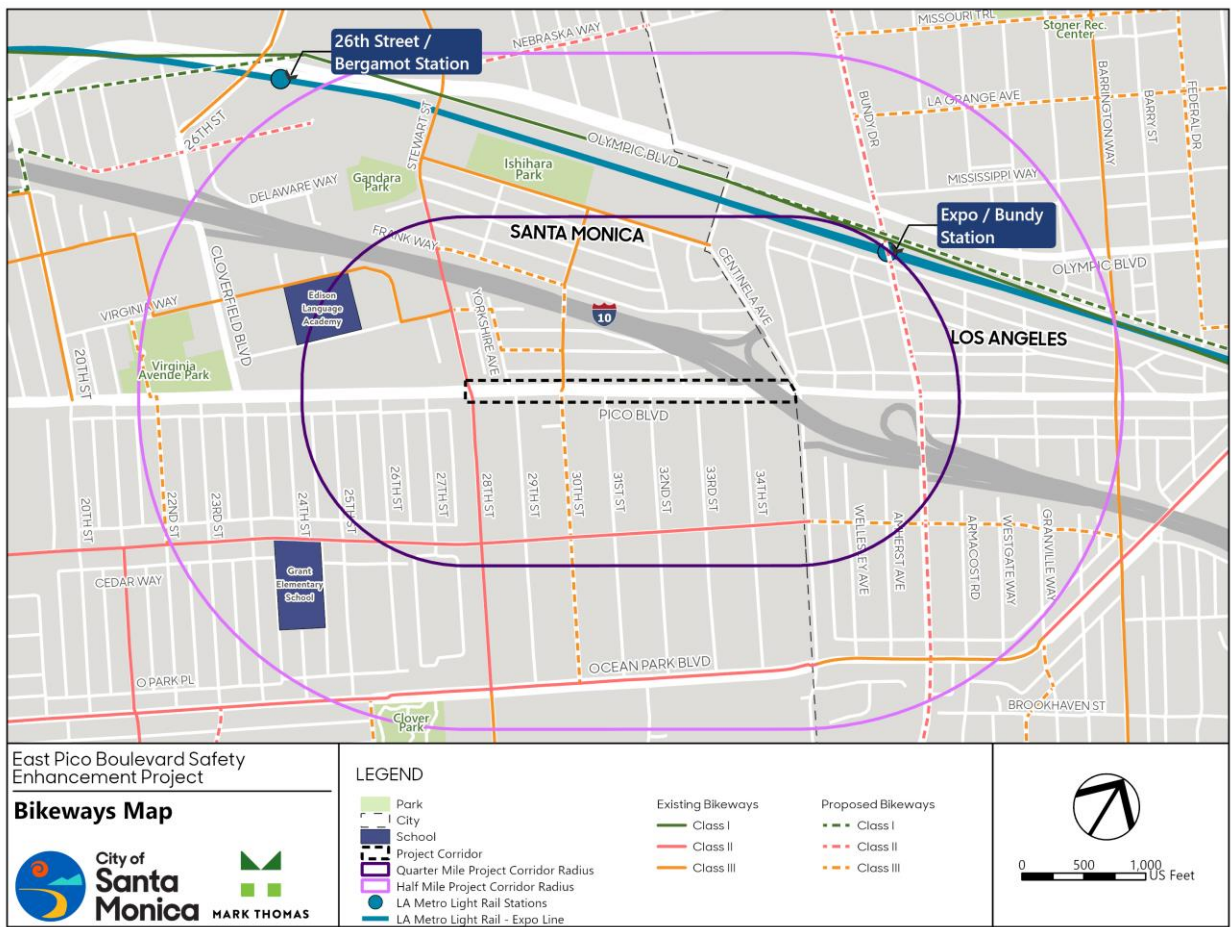 MISSOURI TRL
Stoner Rec.
Center
26th Street /
Bergamot Station
NEBRASKA WAY
BUNDY DR
LA GRANGE AVE
BARRINGTON WAY
BARRY ST
FEDERAL DR
26TH ST
STEWART ST
OLYMPIC BLVD
Ishihara
Park
Gandara
Park
DELAWARE WAY
MISSISSIPPI WAY
Expo / Bundy
Station
SANTA MONICA
FRANK WAY
CENTINELA AVE
OLYMPIC BLVD
CLOVERFIELD BLVD
Edison
Language
Academy
VIRGINIA WAY
YORKSHIRE AVE
10
LOS ANGELES
20TH ST
Virginia
Avenue Park
PICO BLVD
20TH ST
22ND ST
23RD ST
24TH ST
25TH ST
26TH ST
27TH ST
28TH ST
29TH ST
30TH ST
31ST ST
32ND ST
33RD ST
34TH ST
WELLESLEY AVE
AMHERST AVE
ARMACOST RD
WESTGATE WAY
GRANVILLE WAY
CEDAR WAY
Grant
Elementary
School
OCEAN PARK BLVD
O PARK PL
Clover
Park
BROOKHAVEN ST
East Pico Boulevard Safety
Enhancement Project
Bikeways Map
City of
Santa
Monica
MARK THOMAS
LEGEND
Park
City
School
Project Corridor
Quarter Mile Project Corridor Radius
Half Mile Project Corridor Radius
LA Metro Light Rail Stations
LA Metro Light Rail - Expo Line
Existing Bikeways
Class I
Class II
Class III
Proposed Bikeways
Class I
Class II
Class III
0 500 1,000
US Feet